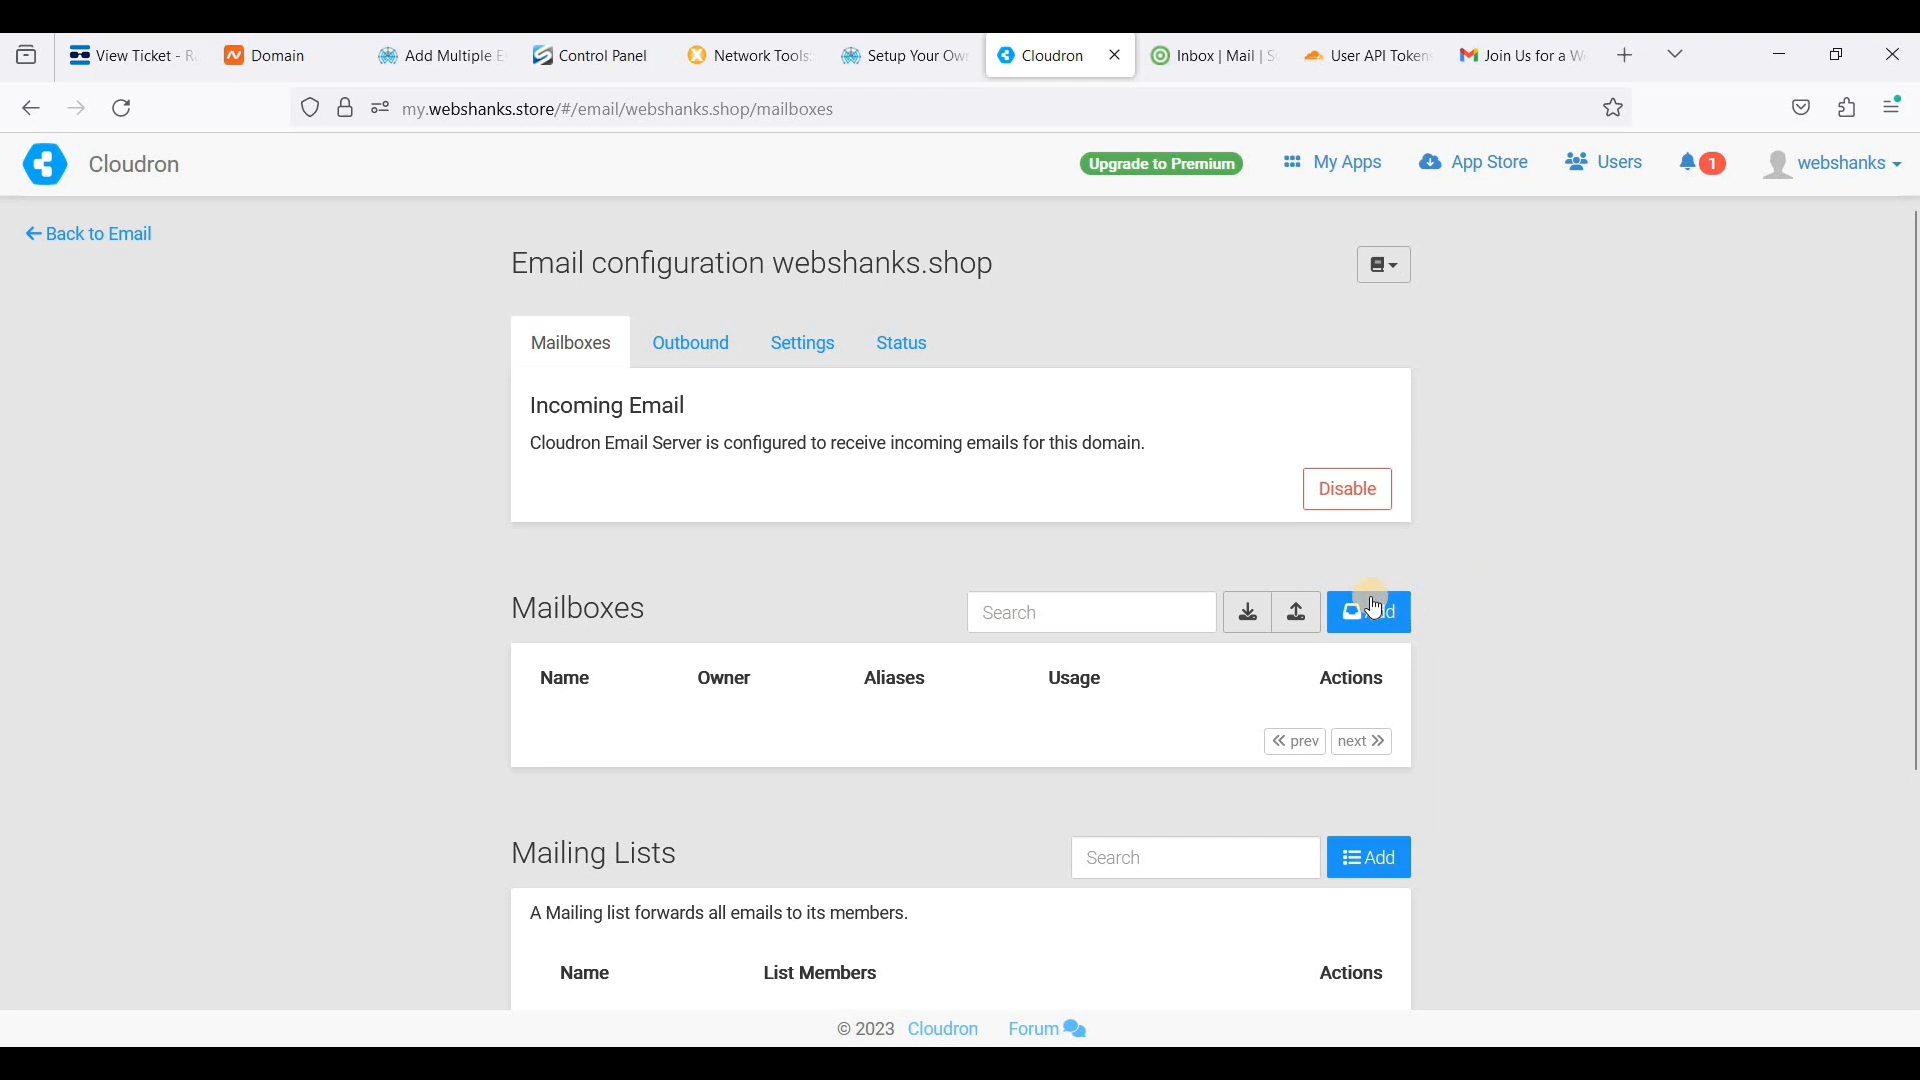 View Ticket - R
Domain
Add Multiple E
Control Panel
Network Tools:
Setup Your Ow
Cloudron
Inbox | Mail | S
User API Token
Join Us for a W
my.webshanks.store/#/email/webshanks.shop/mailboxes
Cloudron
Upgrade to Premium
My Apps
App Store
Users
1
webshanks
Back to Email
Email configuration webshanks.shop
Mailboxes
Outbound
Settings
Status
Incoming Email
Cloudron Email Server is configured to receive incoming emails for this domain.
Disable
Mailboxes
Search
Name
Owner
Aliases
Usage
Actions
prev
next
Mailing Lists
Search
Add
A Mailing list forwards all emails to its members.
Name
List Members
Actions
© 2023 Cloudron Forum